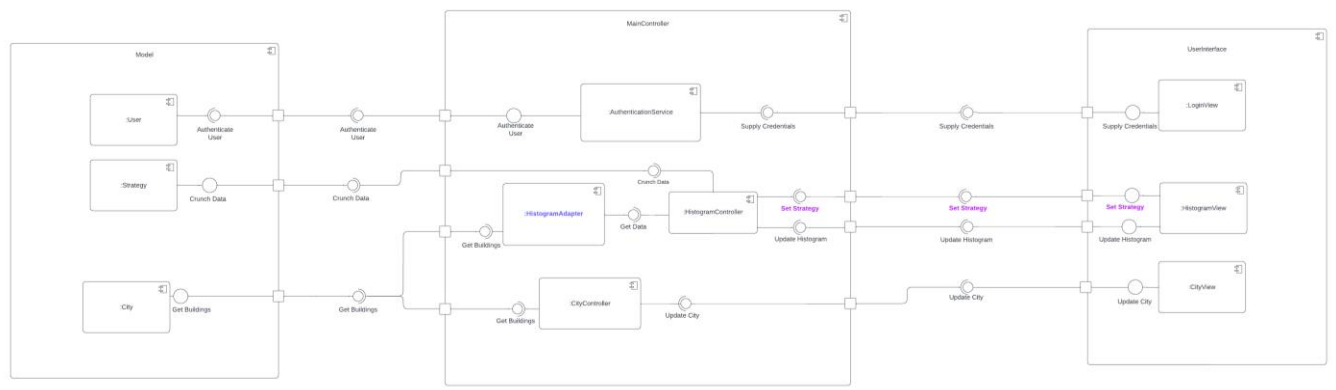 Model
MainController
UserInterface
:User
Authenticate
User
Authenticate
User
Authenticate
User
:AuthenticationService
Supply Credentials
Supply Credentials
Supply Credentials
:LoginView
:Strategy
Crunch Data
Crunch Data
Crunch Data
:HistogramAdapter
Get Buildings
Get Data
:HistogramController
Set Strategy
Update Histogram
Set Strategy
Update Histogram
Set Strategy
Update Histogram
:HistogramView
:City
Get Buildings
Get Buildings
Get Buildings
:CityController
Update City
Update City
Update City
:CityView